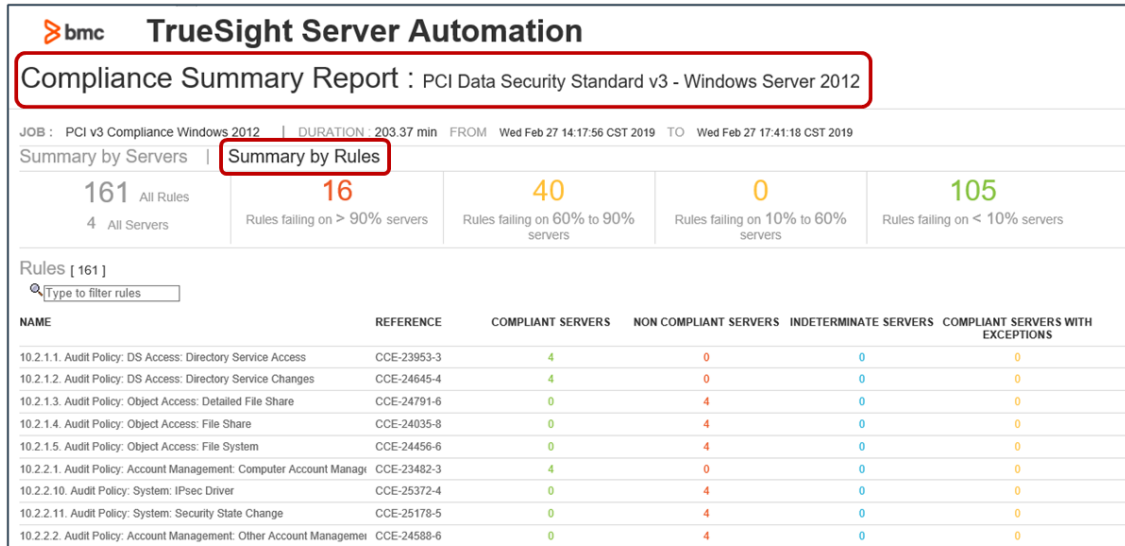 bmc TrueSight Server Automation
Compliance Summary Report : PCI Data Security Standard v3 - Windows Server 2012
JOB : PCI v3 Compliance Windows 2012 | DURATION : 203.37 min FROM Wed Feb 27 14:17:56 CST 2019 TO Wed Feb 27 17:41:18 CST 2019
Summary by Servers | Summary by Rules
161 All Rules
4 All Servers
16
Rules failing on > 90% servers
40
Rules failing on 60% to 90%
servers
0
Rules failing on 10% to 60%
servers
105
Rules failing on < 10% servers
Rules [ 161 ]
Type to filter rules
NAME REFERENCE COMPLIANT SERVERS NON COMPLIANT SERVERS INDETERMINATE SERVERS COMPLIANT SERVERS WITH
EXCEPTIONS
10.2.1.1. Audit Policy: DS Access: Directory Service Access CCE-23953-3 4 0 0 0
10.2.1.2. Audit Policy: DS Access: Directory Service Changes CCE-24645-4 4 0 0 0
10.2.1.3. Audit Policy: Object Access: Detailed File Share CCE-24791-6 0 4 0 0
10.2.1.4. Audit Policy: Object Access: File Share CCE-24035-8 0 4 0 0
10.2.1.5. Audit Policy: Object Access: File System CCE-24456-6 0 4 0 0
10.2.2.1. Audit Policy: Account Management: Computer Account Manage CCE-23482-3 4 0 0 0
10.2.2.10. Audit Policy: System: IPsec Driver CCE-25372-4 0 4 0 0
10.2.2.11. Audit Policy: System: Security State Change CCE-25178-5 0 4 0 0
10.2.2.2. Audit Policy: Account Management: Other Account Managemen CCE-24588-6 0 4 0 0